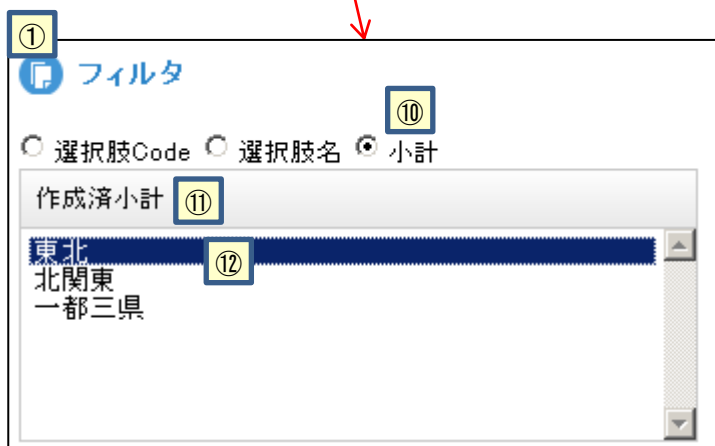 ①
フィルタ
⑩
選択肢Code 選択肢名 小計
作成済小計 ⑪
東北 ⑫
北関東
一都三県